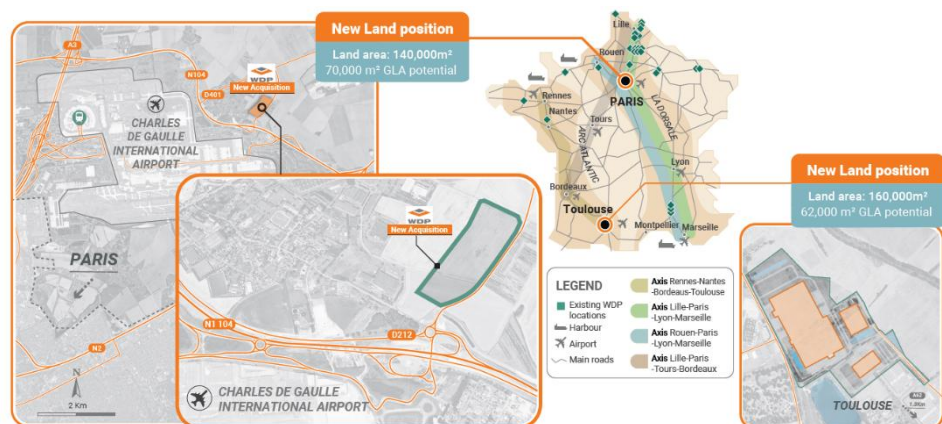 New Land position
Land area: 140,000m²
70,000 m² GLA potential
A3
N104
D401
WDP
New Acquisition
CHARLES
DE GAULLE
INTERNATIONAL
AIRPORT
PARIS
N2
N
2 Km
WDP
New Acquisition
N1 104
D212
CHARLES DE GAULLE
INTERNATIONAL AIRPORT
Lille
Rouen
PARIS
Rennes
Nantes
Tours
LA DORSALE
ARC ATLANTIC
Lyon
Bordeaux
Toulouse
Montpellier
Marseille
LEGEND
Existing WDP
locations
Harbour
Airport
Main roads
Axis Rennes-Nantes
-Bordeaus-Toulouse
Axis Lille-Paris
-Lyon-Marseille
Axis Rouen-Paris
-Lyon-Marseille
Axis Lille-Paris
-Tours-Bordeaux
New Land position
Land area: 160,000m²
62,000 m² GLA potential
TOULOUSE